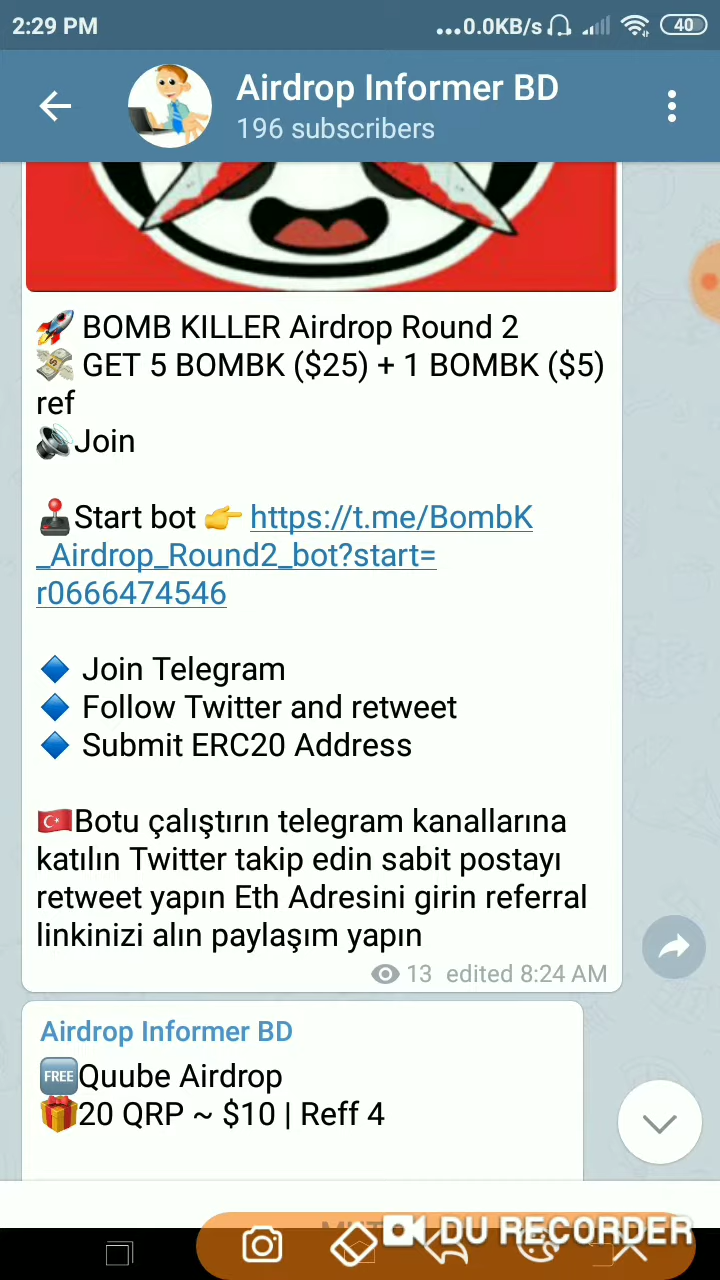 2:29 PM
...0.0KB/s
40
Airdrop Informer BD
196 subscribers
🚀 BOMB KILLER Airdrop Round 2
💸 GET 5 BOMBK ($25) + 1 BOMBK ($5)
ref
🔊Join
🕹Start bot 👉 https://t.me/BombK
_Airdrop_Round2_bot?start=
r0666474546
🔷 Join Telegram
🔷 Follow Twitter and retweet
🔷 Submit ERC20 Address
🇹🇷Botu çalıştırın telegram kanallarına
katılın Twitter takip edin sabit postayı
retweet yapın Eth Adresini girin referral
linkinizi alın paylaşım yapın
13 edited 8:24 AM
Airdrop Informer BD
🆓Quube Airdrop
🎁20 QRP ~ $10 | Reff 4
DU RECORDER